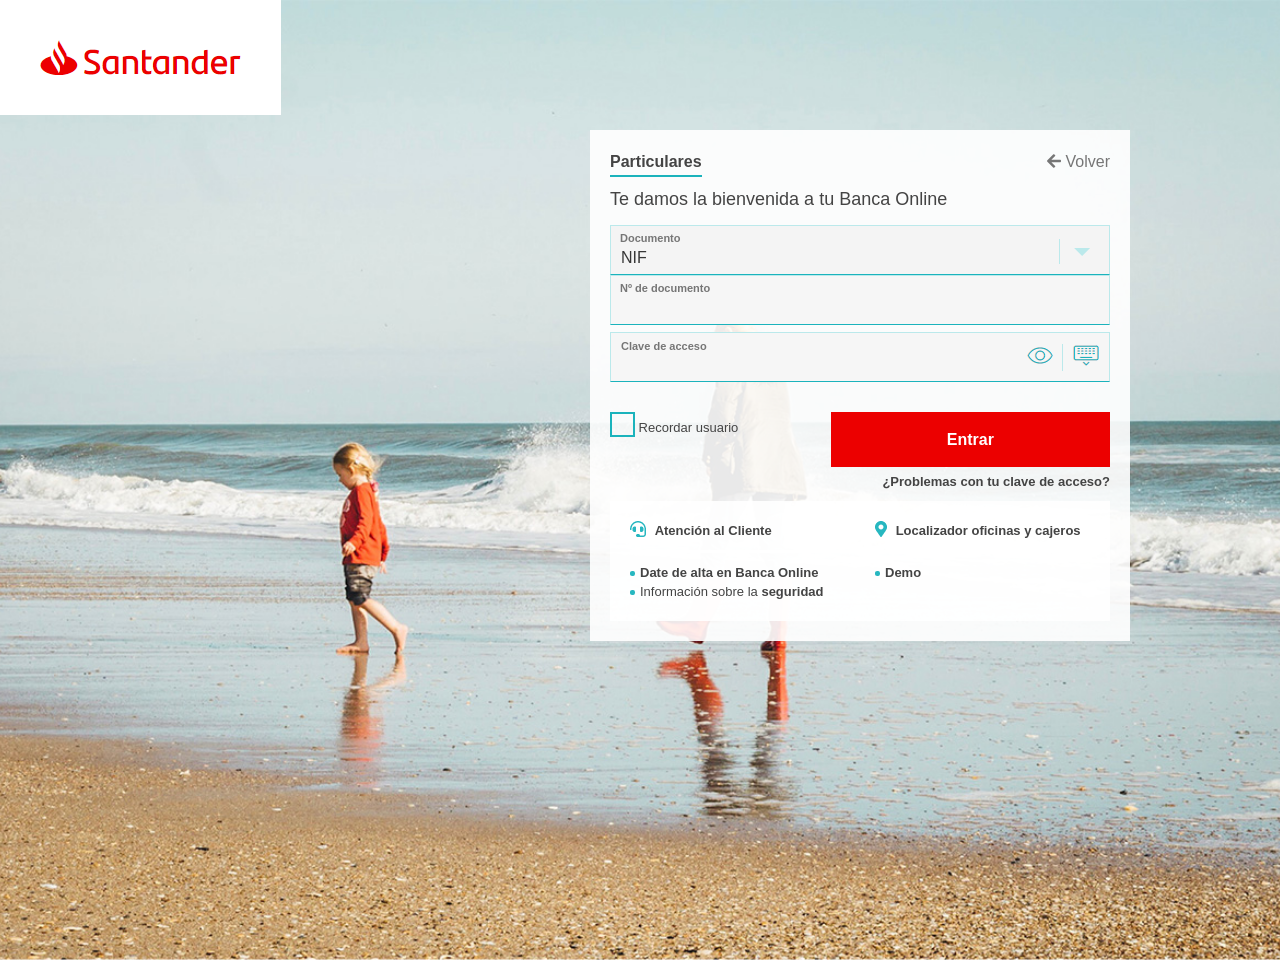 Santander
Particulares
Volver
Te damos la bienvenida a tu Banca Online
Documento
NIF
Nº de documento
Clave de acceso
Recordar usuario
Entrar
¿Problemas con tu clave de acceso?
Atención al Cliente
Localizador oficinas y cajeros
Date de alta en Banca Online
Demo
Información sobre la seguridad